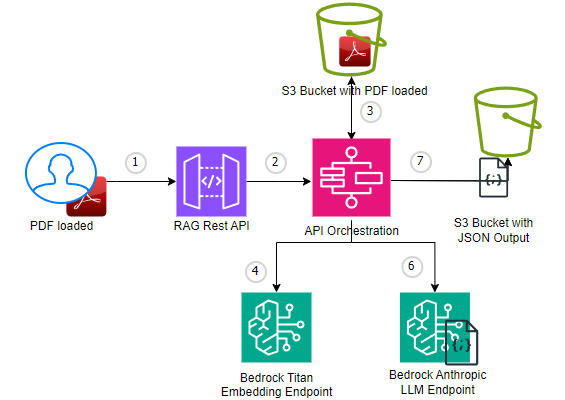 S3 Bucket with PDF loaded
3
1
2
7
{;}
PDF loaded
RAG Rest API
API Orchestration
S3 Bucket with
JSON Output
4
6
{;}
Bedrock Titan
Embedding Endpoint
Bedrock Anthropic
LLM Endpoint